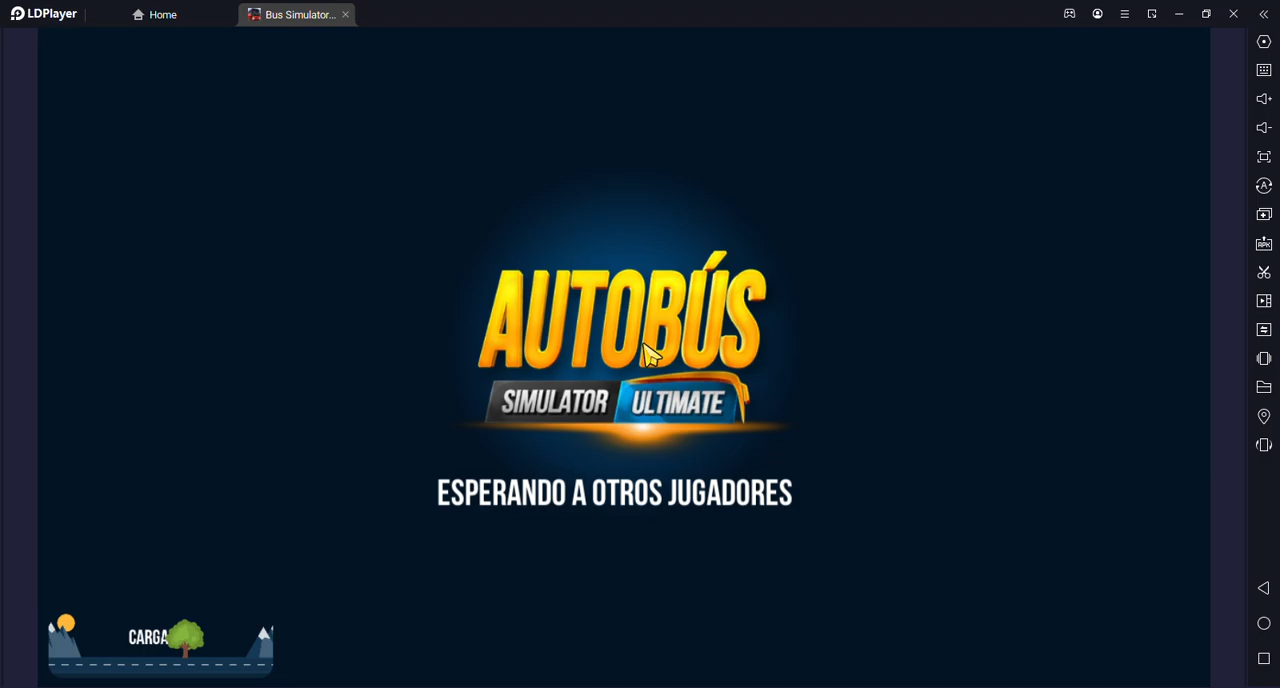 LDPlayer
Home
Bus Simulator...
AUTOBÚS
SIMULATOR ULTIMATE
ESPERANDO A OTROS JUGADORES
CARGA